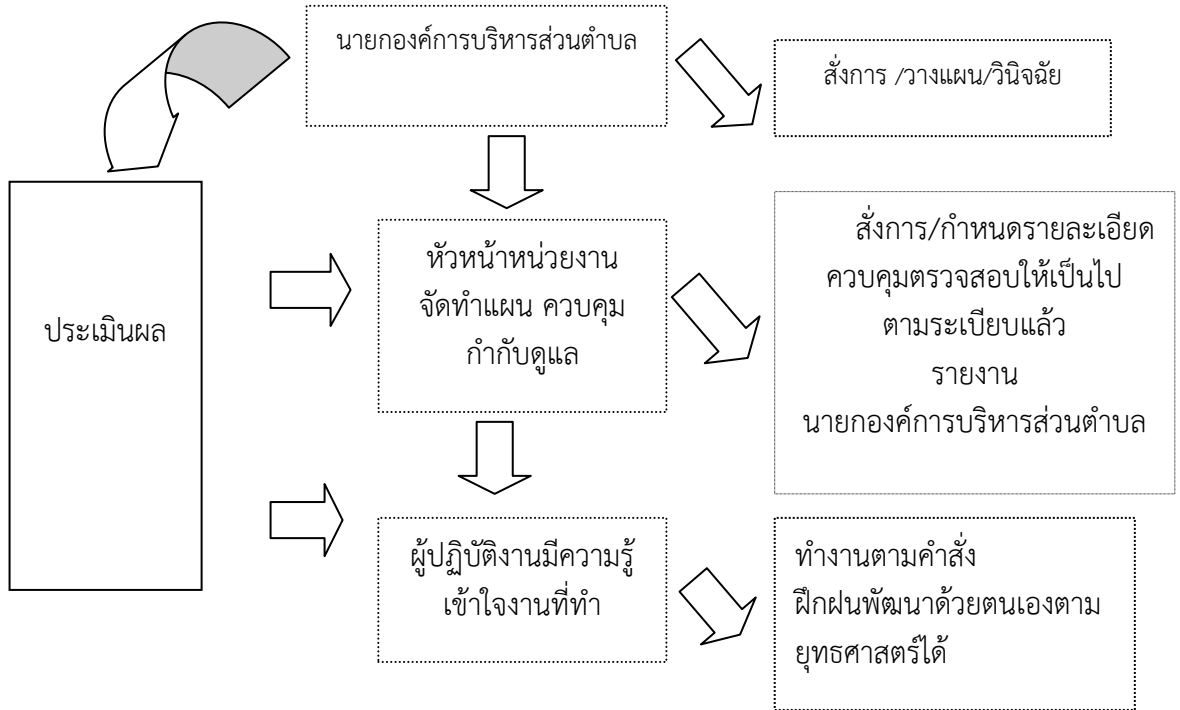 นายกองค์การบริหารส่วนตำบล
สั่งการ /วางแผน/วินิจฉัย
ประเมินผล
หัวหน้าหน่วยงาน
จัดทำแผน ควบคุม
กำกับดูแล
สั่งการ/กำหนดรายละเอียด
ควบคุมตรวจสอบให้เป็นไป
ตามระเบียบแล้ว
รายงาน
นายกองค์การบริหารส่วนตำบล
ผู้ปฏิบัติงานมีความรู้
เข้าใจงานที่ทำ
ทำงานตามคำสั่ง
ฝึกฝนพัฒนาด้วยตนเองตาม
ยุทธศาสตร์ได้